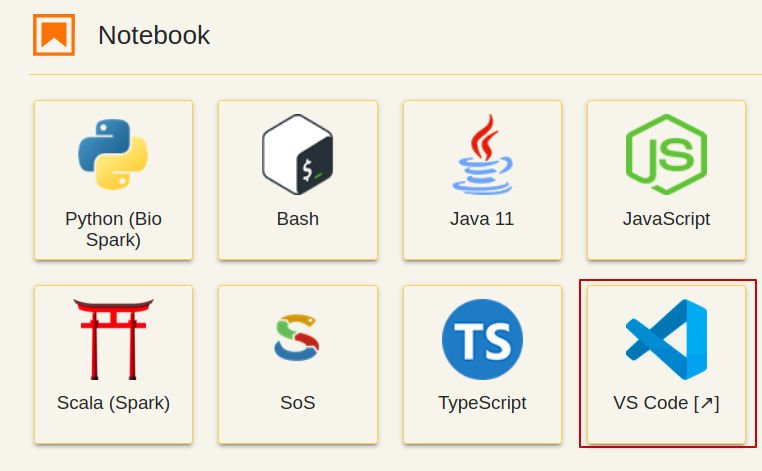 Notebook
$_
JS
Python (Bio
Spark)
Bash
Java 11
JavaScript
S
TS
Scala (Spark)
SoS
TypeScript
VS Code [↗]